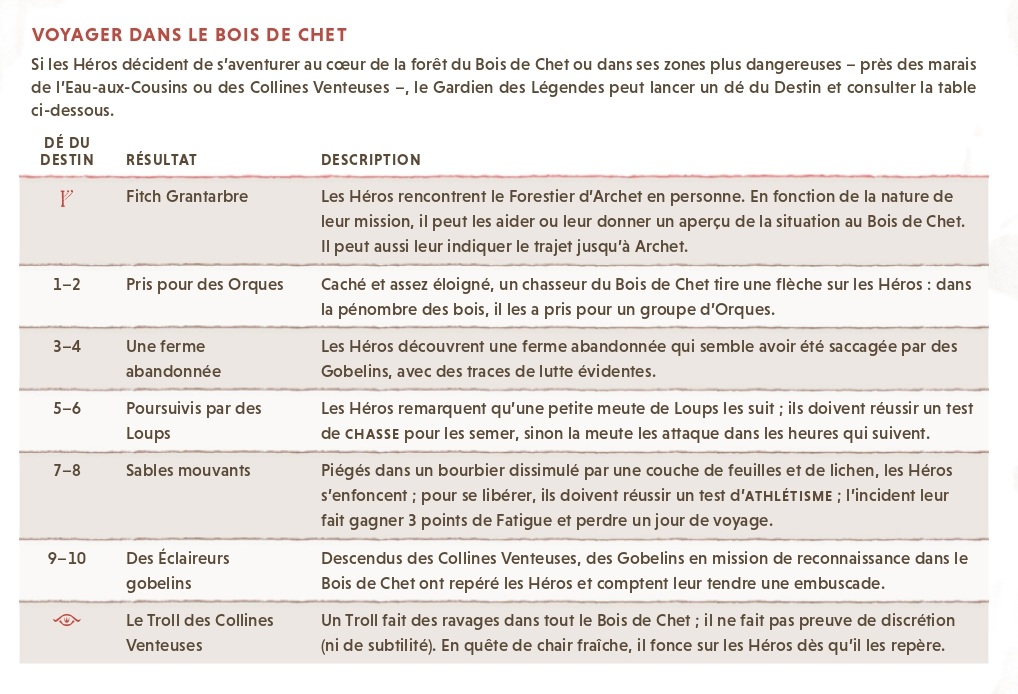 VOYAGER DANS LE BOIS DE CHET
Si les Héros décident de s'aventurer au cœur de la forêt du Bois de Chet ou dans ses zones plus dangereuses – près des marais
de l'Eau-aux-Cousins ou des Collines Venteuses –, le Gardien des Légendes peut lancer un dé du Destin et consulter la table
ci-dessous.
DÉ DU
DESTIN
RÉSULTAT
DESCRIPTION
Fitch Grantarbre
Les Héros rencontrent le Forestier d'Archet en personne. En fonction de la nature de
leur mission, il peut les aider ou leur donner un aperçu de la situation au Bois de Chet.
Il peut aussi leur indiquer le trajet jusqu'à Archet.
1–2
Pris pour des Orques
Caché et assez éloigné, un chasseur du Bois de Chet tire une flèche sur les Héros : dans
la pénombre des bois, il les a pris pour un groupe d'Orques.
3–4
Une ferme
abandonnée
Les Héros découvrent une ferme abandonnée qui semble avoir été saccagée par des
Gobelins, avec des traces de lutte évidentes.
5–6
Poursuivis par des
Loups
Les Héros remarquent qu'une petite meute de Loups les suit ; ils doivent réussir un test
de CHASSE pour les semer, sinon la meute les attaque dans les heures qui suivent.
7–8
Sables mouvants
Piégés dans un bourbier dissimulé par une couche de feuilles et de lichen, les Héros
s'enfoncent ; pour se libérer, ils doivent réussir un test d'ATHLÉTISME ; l'incident leur
fait gagner 3 points de Fatigue et perdre un jour de voyage.
9–10
Des Éclaireurs
gobelins
Descendus des Collines Venteuses, des Gobelins en mission de reconnaissance dans le
Bois de Chet ont repéré les Héros et comptent leur tendre une embuscade.
Le Troll des Collines
Venteuses
Un Troll fait des ravages dans tout le Bois de Chet ; il ne fait pas preuve de discrétion
(ni de subtilité). En quête de chair fraîche, il fonce sur les Héros dès qu'il les repère.